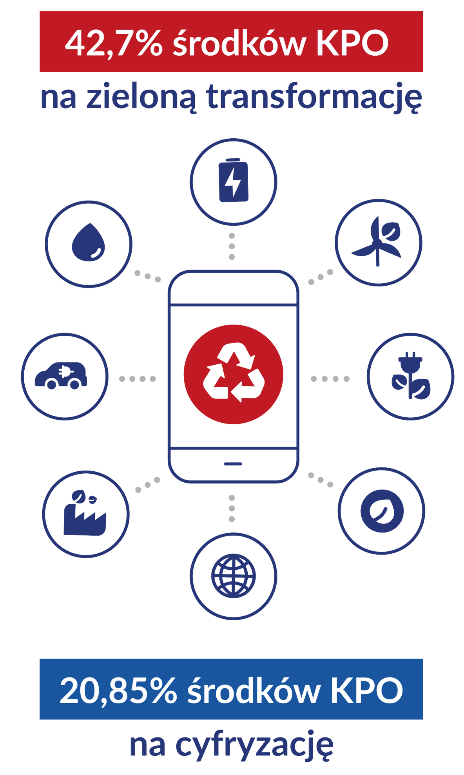 42,7% środków KPO
na zieloną transformację
20,85% środków KPO
na cyfryzację